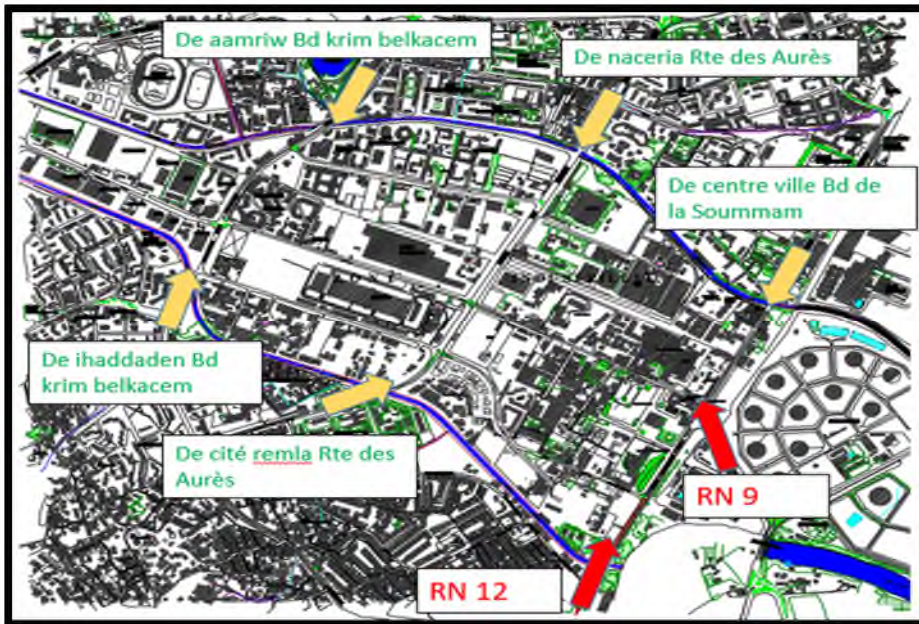 De aamriw Bd krim belkacem
De naceria Rte des Aurès
De centre ville Bd de
la Soummam
De ihaddaden Bd
krim belkacem
De cité remla Rte des
Aurès
RN 9
RN 12